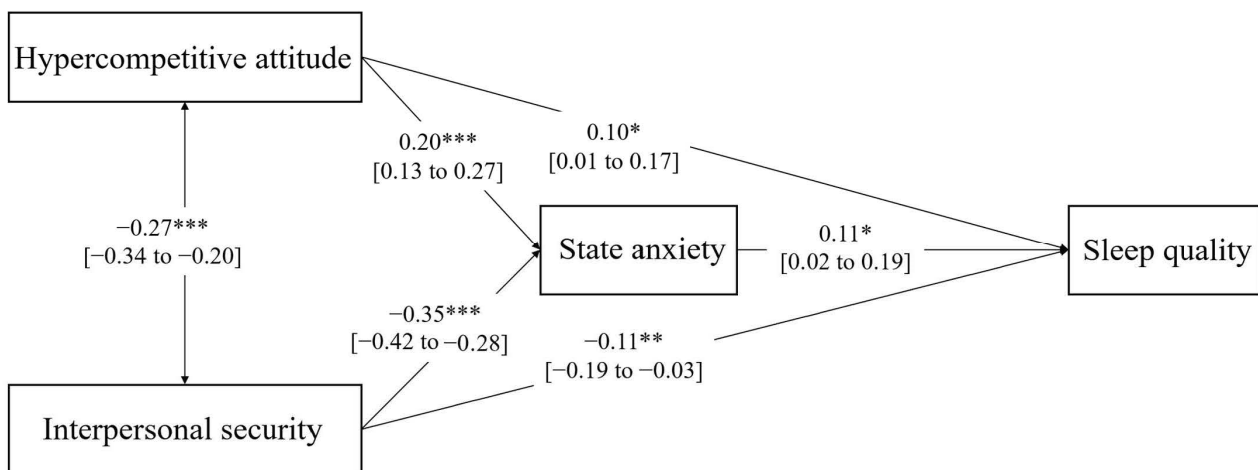 Hypercompetitive attitude
0.20***
[0.13 to 0.27]
0.10*
[0.01 to 0.17]
−0.27***
[−0.34 to −0.20]
State anxiety
0.11*
[0.02 to 0.19]
Sleep quality
−0.35***
[−0.42 to −0.28]
−0.11**
[−0.19 to −0.03]
Interpersonal security